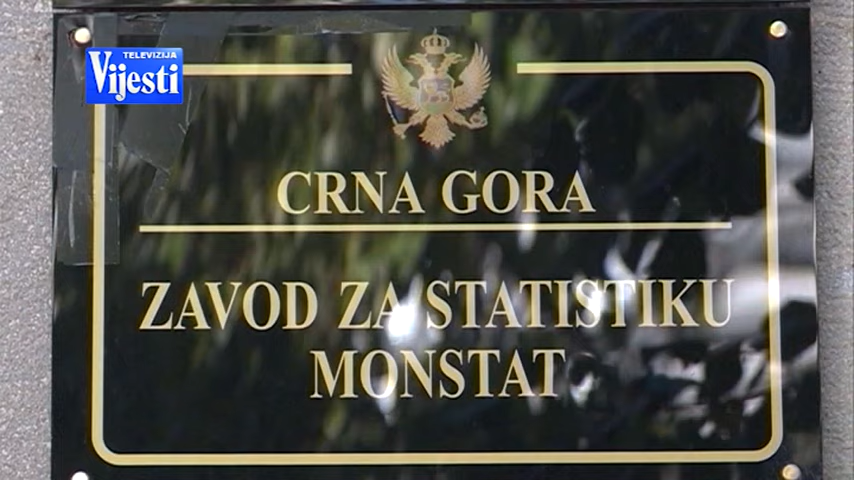 TELEVIZIJA
Vijesti
CRNA GORA
ZAVOD ZA STATISTIKU
MONSTAT